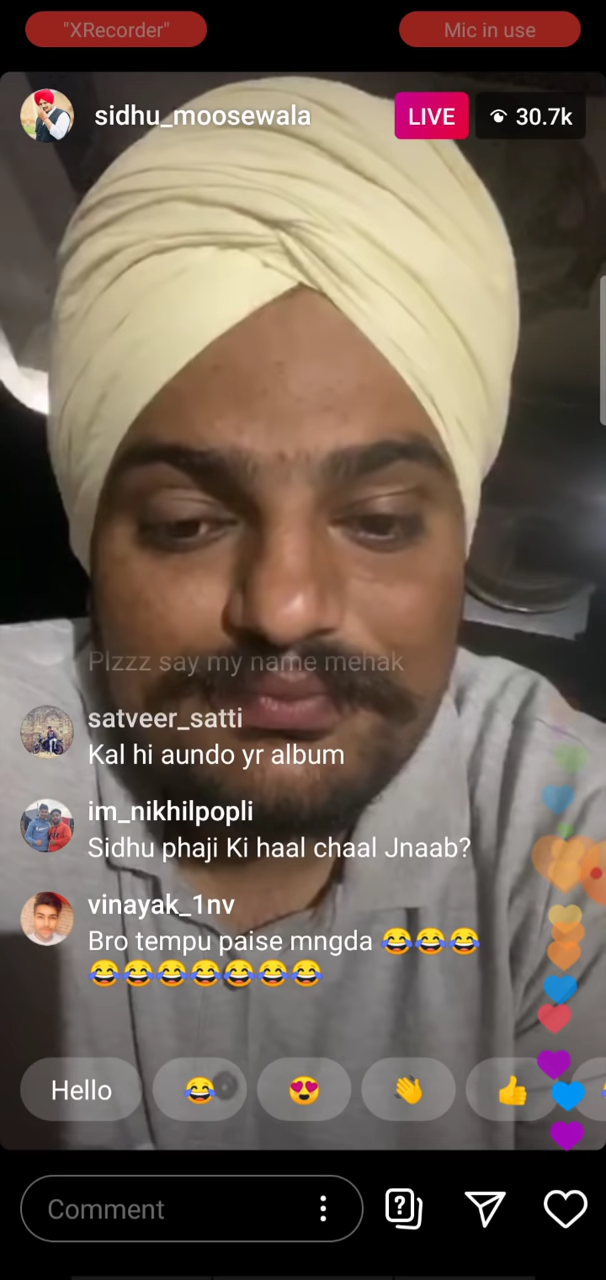 "XRecorder"
Mic in use
sidhu_moosewala
LIVE
30.7k
Plzzz say my name mehak
satveer_satti
Kal hi aundo yr album
im_nikhilpopli
Sidhu phaji Ki haal chaal Jnaab?
vinayak_1nv
Bro tempu paise mngda 😂😂😂
😂😂😂😂😂😂😂
Hello 😂 😍 👋 👍
Comment